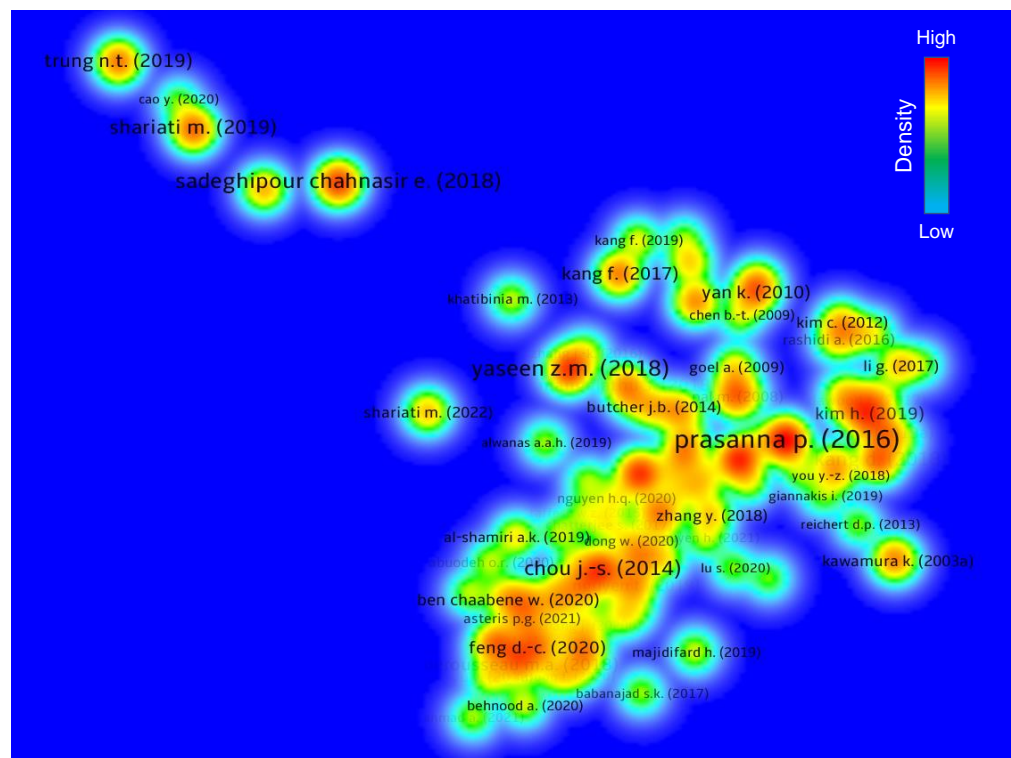 High
Density
Low
trung n.t. (2019)
cao y. (2020)
shariati m. (2019)
sadeghipour chahnasir e. (2018)
kang f. (2019)
kang f. (2017)
yan k. (2010)
khatibinia m. (2013)
chen b.-t. (2009)
kim c. (2012)
rashidi a. (2016)
yaseen z.m. (2018)
goel a. (2009)
li g. (2017)
butcher j.b. (2014)
shariati m. (2022)
kim h. (2019)
alwanas a.a.h. (2019)
prasanna p. (2016)
you y.-z. (2018)
nguyen h.q. (2020)
giannakis i. (2019)
zhang y. (2018)
reichert d.p. (2013)
al-shamiri a.k. (2019)
dong w. (2020)
abuodeh o.r. (2020)
chou j.-s. (2014)
lu s. (2020)
kawamura k. (2003a)
ben chaabene w. (2020)
asteris p.g. (2021)
feng d.-c. (2020)
majidifard h. (2019)
babanajad s.k. (2017)
behnood a. (2020)